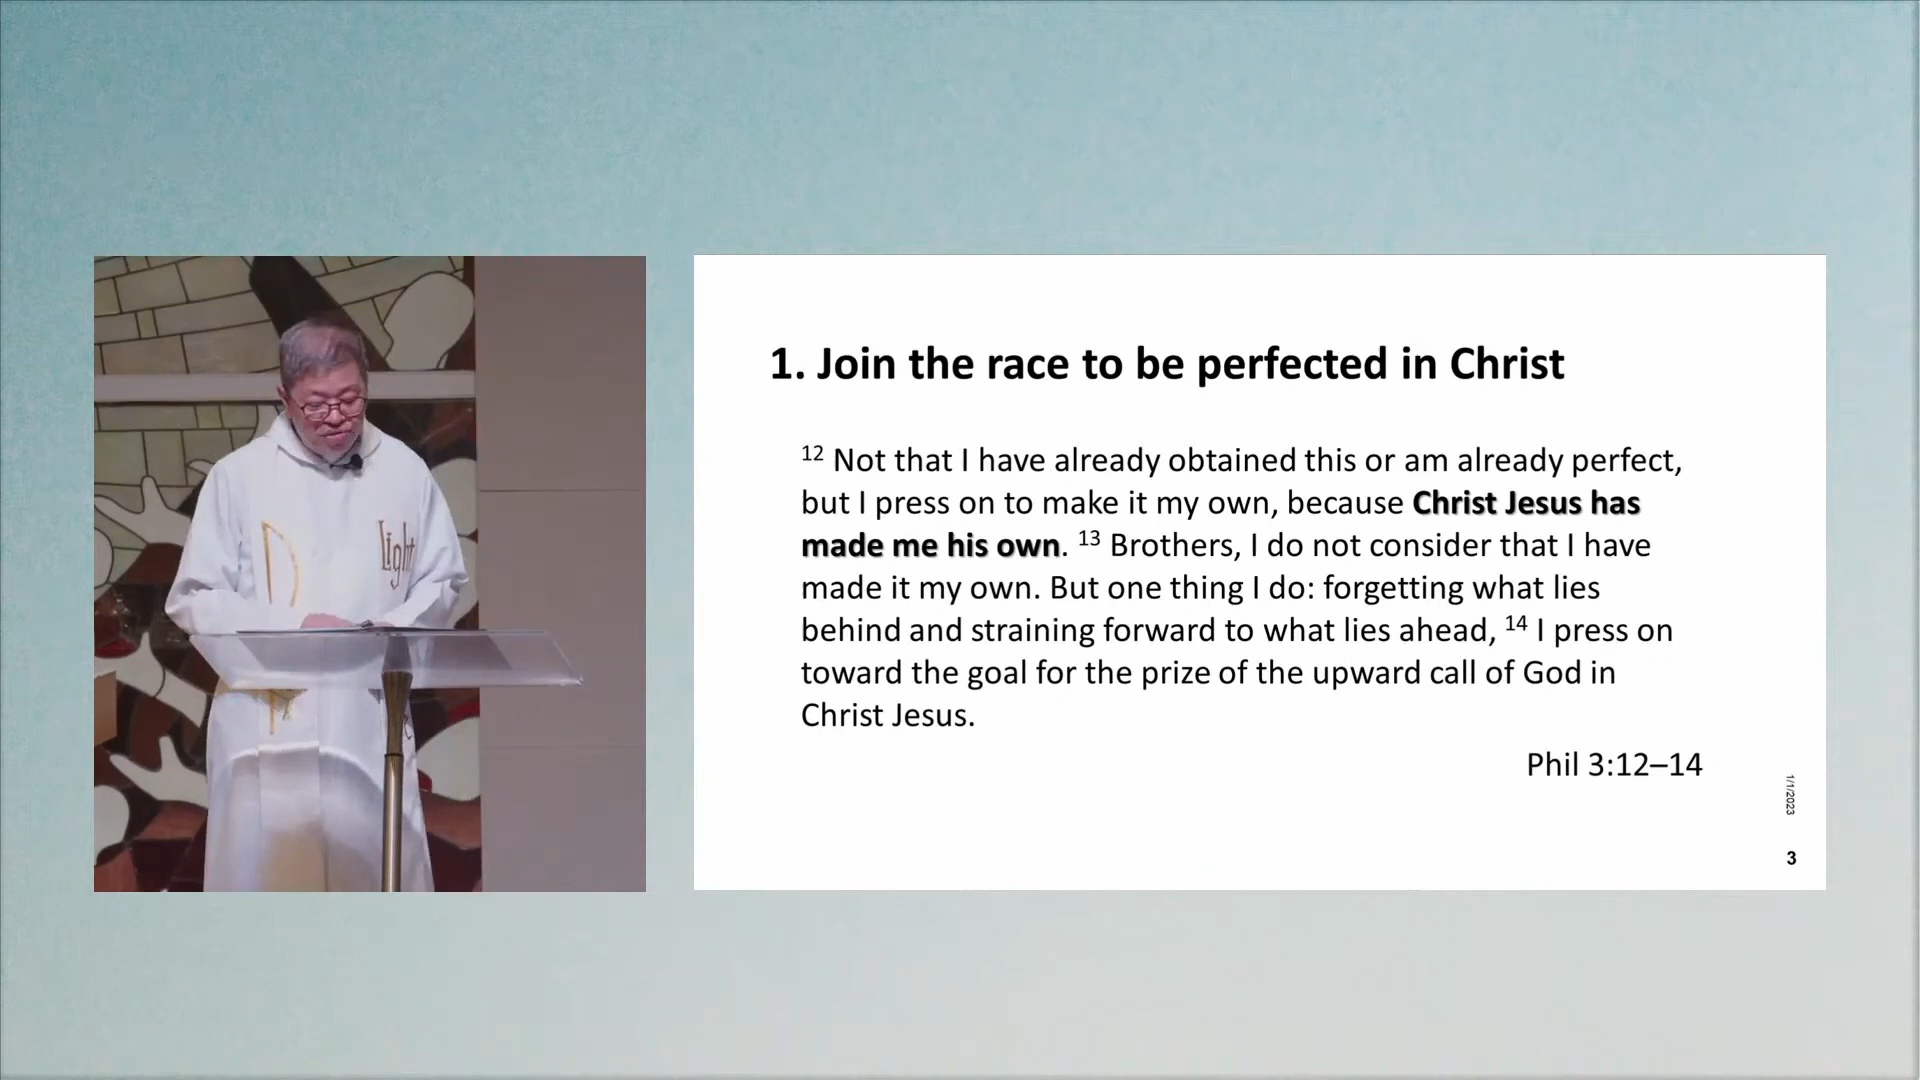 Light
1. Join the race to be perfected in Christ
12 Not that I have already obtained this or am already perfect,
but I press on to make it my own, because Christ Jesus has
made me his own. 13 Brothers, I do not consider that I have
made it my own. But one thing I do: forgetting what lies
behind and straining forward to what lies ahead, 14 I press on
toward the goal for the prize of the upward call of God in
Christ Jesus.
Phil 3:12–14
1/1/2023
3